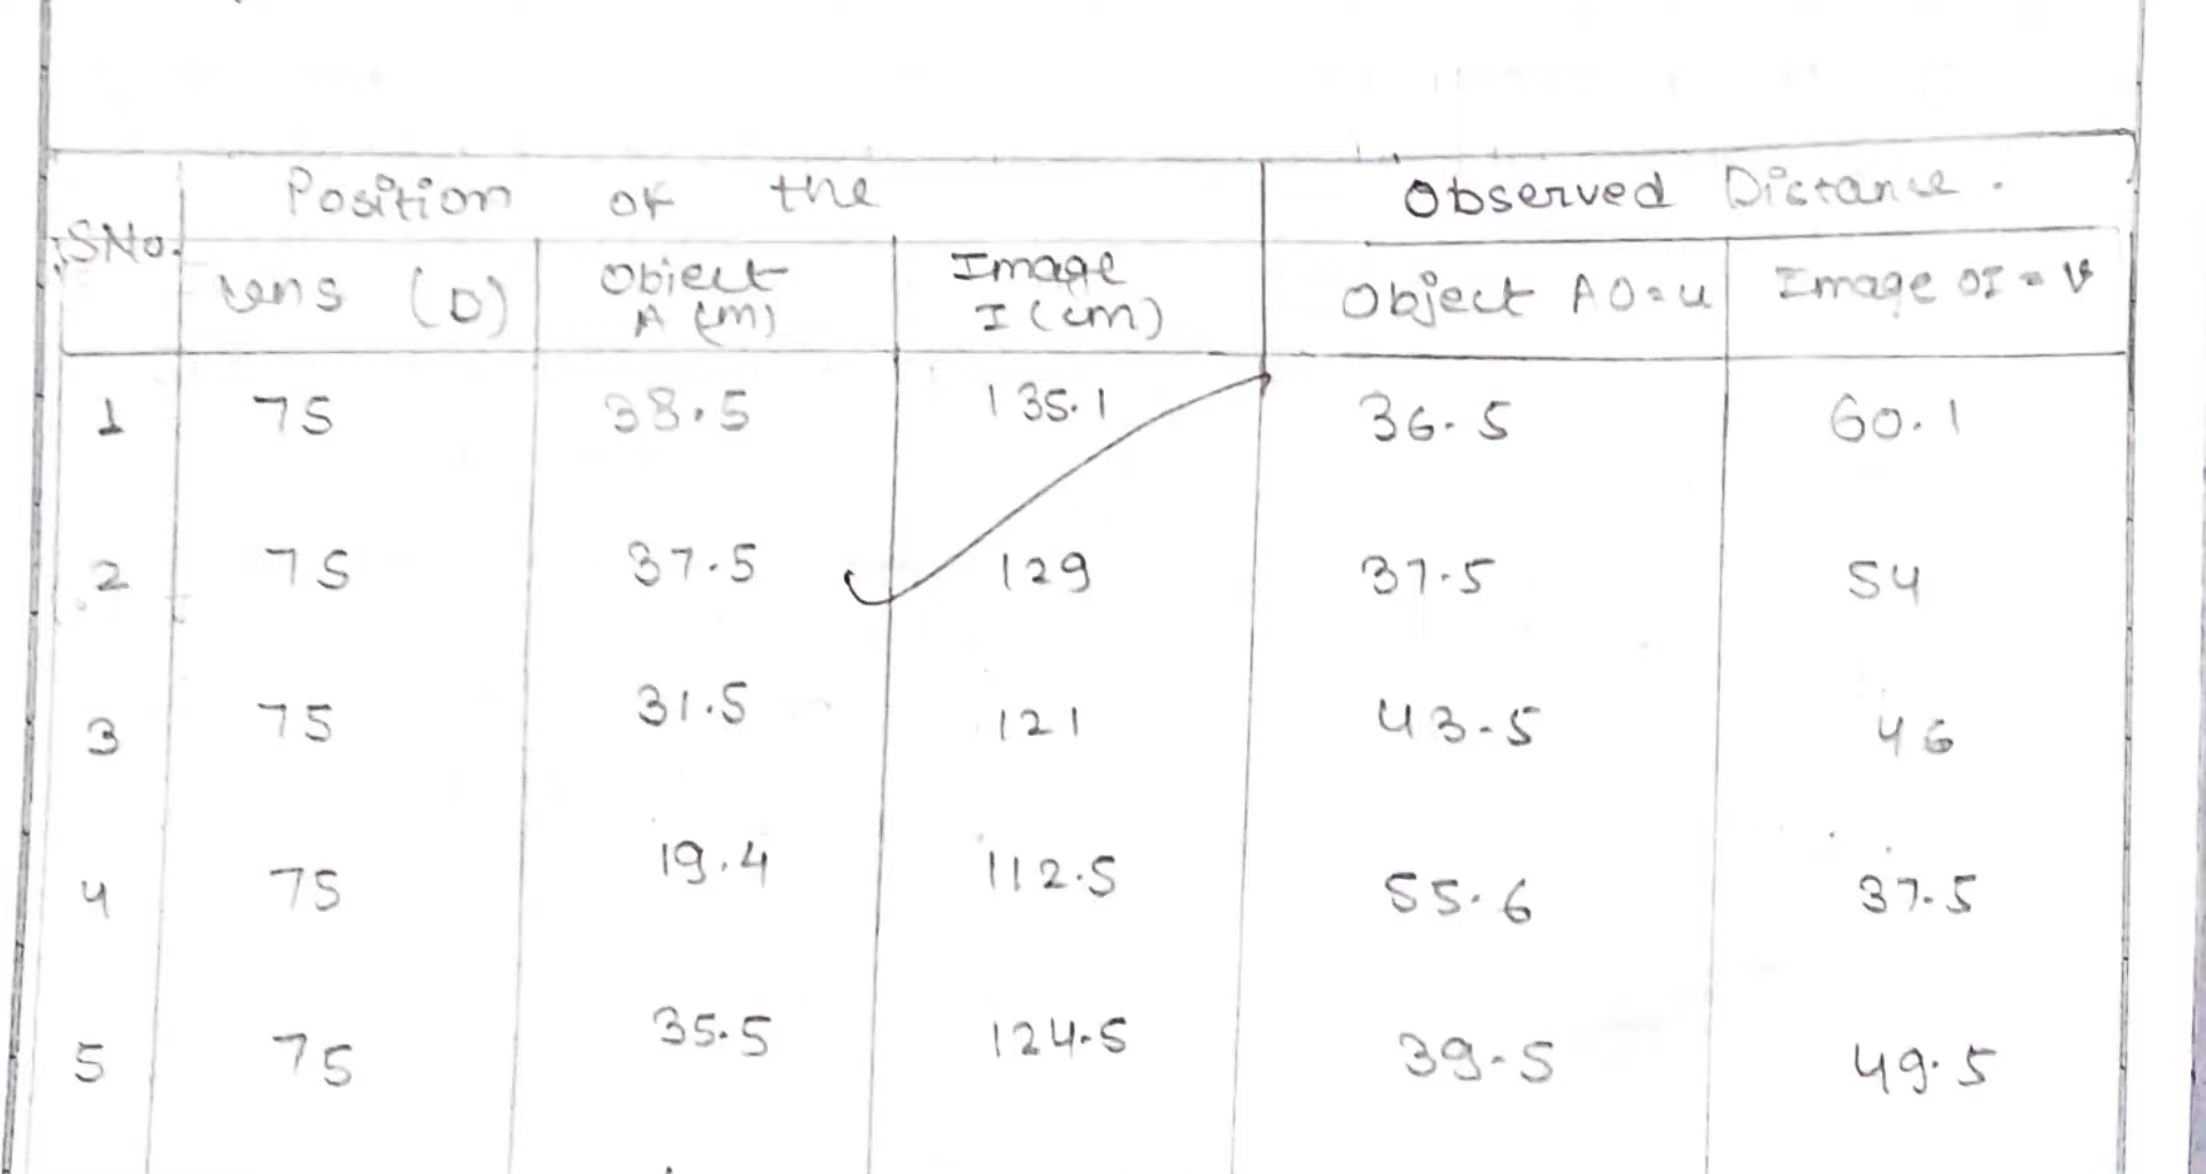 Position of the Observed Distance.
SNo. Lens (O) Object A (cm) Image I (cm) Object AO=u Image OI=v
1 75 38.5 135.1 36.5 60.1
2 75 37.5 129 37.5 54
3 75 31.5 121 43.5 46
4 75 19.4 112.5 55.6 37.5
5 75 35.5 124.5 39.5 49.5